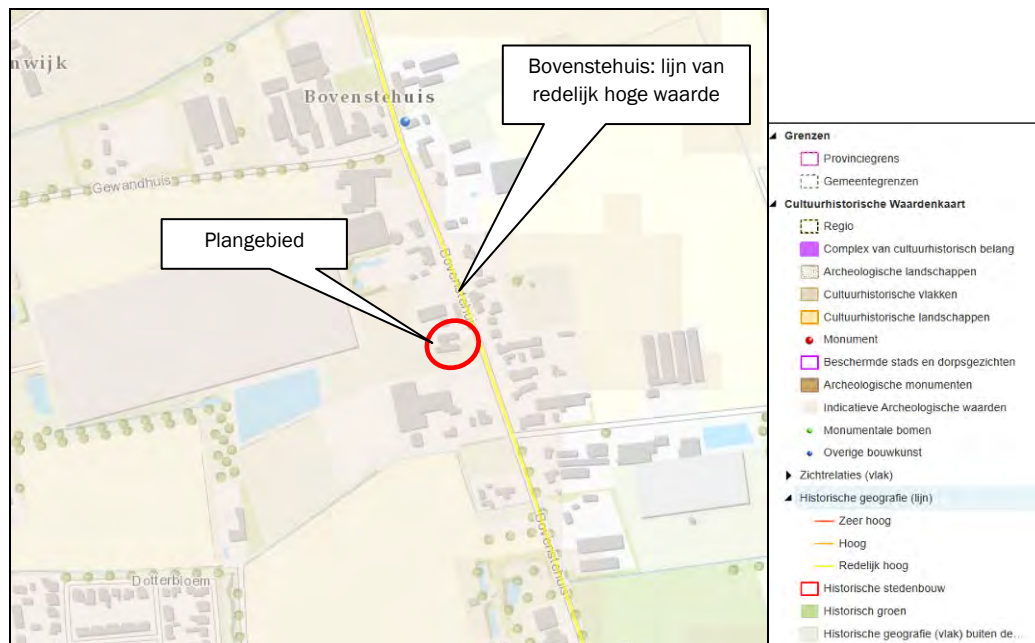 nwijk
Bovenstehuis
Bovenstehuis: lijn van
redelijk hoge waarde
Gewandhuis
Plangebied
Bovenstehuis
Bovenstehuis
Dotterbloem
Grenzen
Provinciegrens
Gemeentegrenzen
Cultuurhistorische Waardenkaart
Regio
Complex van cultuurhistorisch belang
Archeologische landschappen
Cultuurhistorische vlakken
Cultuurhistorische landschappen
Monument
Beschermde stads en dorpsgezichten
Archeologische monumenten
Indicatieve Archeologische waarden
Monumentale bomen
Overige bouwkunst
Zichtrelaties (vlak)
Historische geografie (lijn)
Zeer hoog
Hoog
Redelijk hoog
Historische stedenbouw
Historisch groen
Historische geografie (vlak) buiten de...